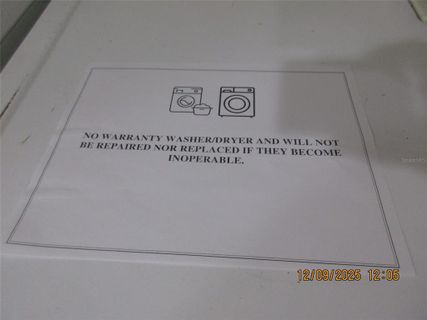 NO WARRANTY WASHER/DRYER AND WILL NOT
BE REPAIRED NOR REPLACED IF THEY BECOME
INOPERABLE.
12/09/2025 12:05